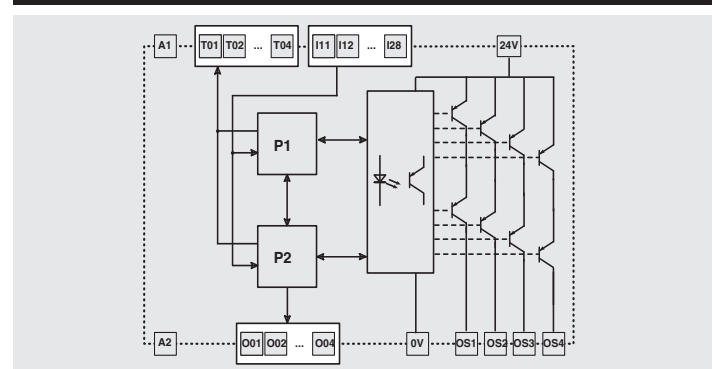 A1 T01 T02 ... T04 I11 I12 ... I28 24V
P1
P2
A2 O01 O02 ... O04 0V OS1 OS2 OS3 OS4